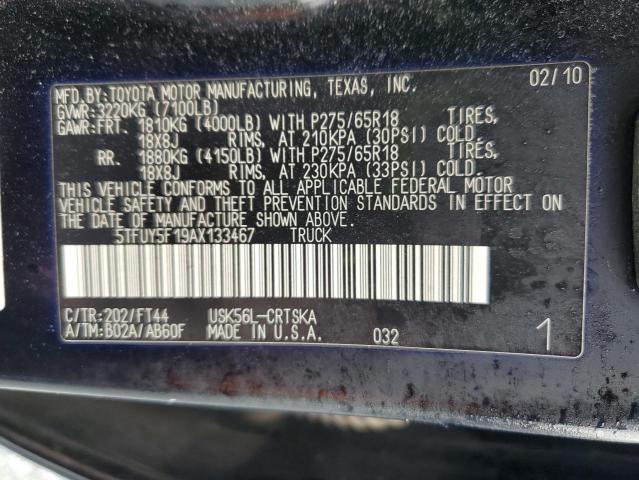 MFD. BY: TOYOTA MOTOR MANUFACTURING, TEXAS, INC. 02/10
GVWR: 3220KG (7100LB)
GAWR: FRT. 1810KG (4000LB) WITH P275/65R18 TIRES,
18X8J RIMS, AT 210KPA (30PSI) COLD.
RR. 1880KG (4150LB) WITH P275/65R18 TIRES,
18X8J RIMS, AT 230KPA (33PSI) COLD.
THIS VEHICLE CONFORMS TO ALL APPLICABLE FEDERAL MOTOR
VEHICLE SAFETY AND THEFT PREVENTION STANDARDS IN EFFECT ON
THE DATE OF MANUFACTURE SHOWN ABOVE.
5TFUY5F19AX133467 TRUCK
C/TR: 202/FT44 USK56L-CRTSKA
A/TM: B02A/AB60F MADE IN U.S.A. 032 1